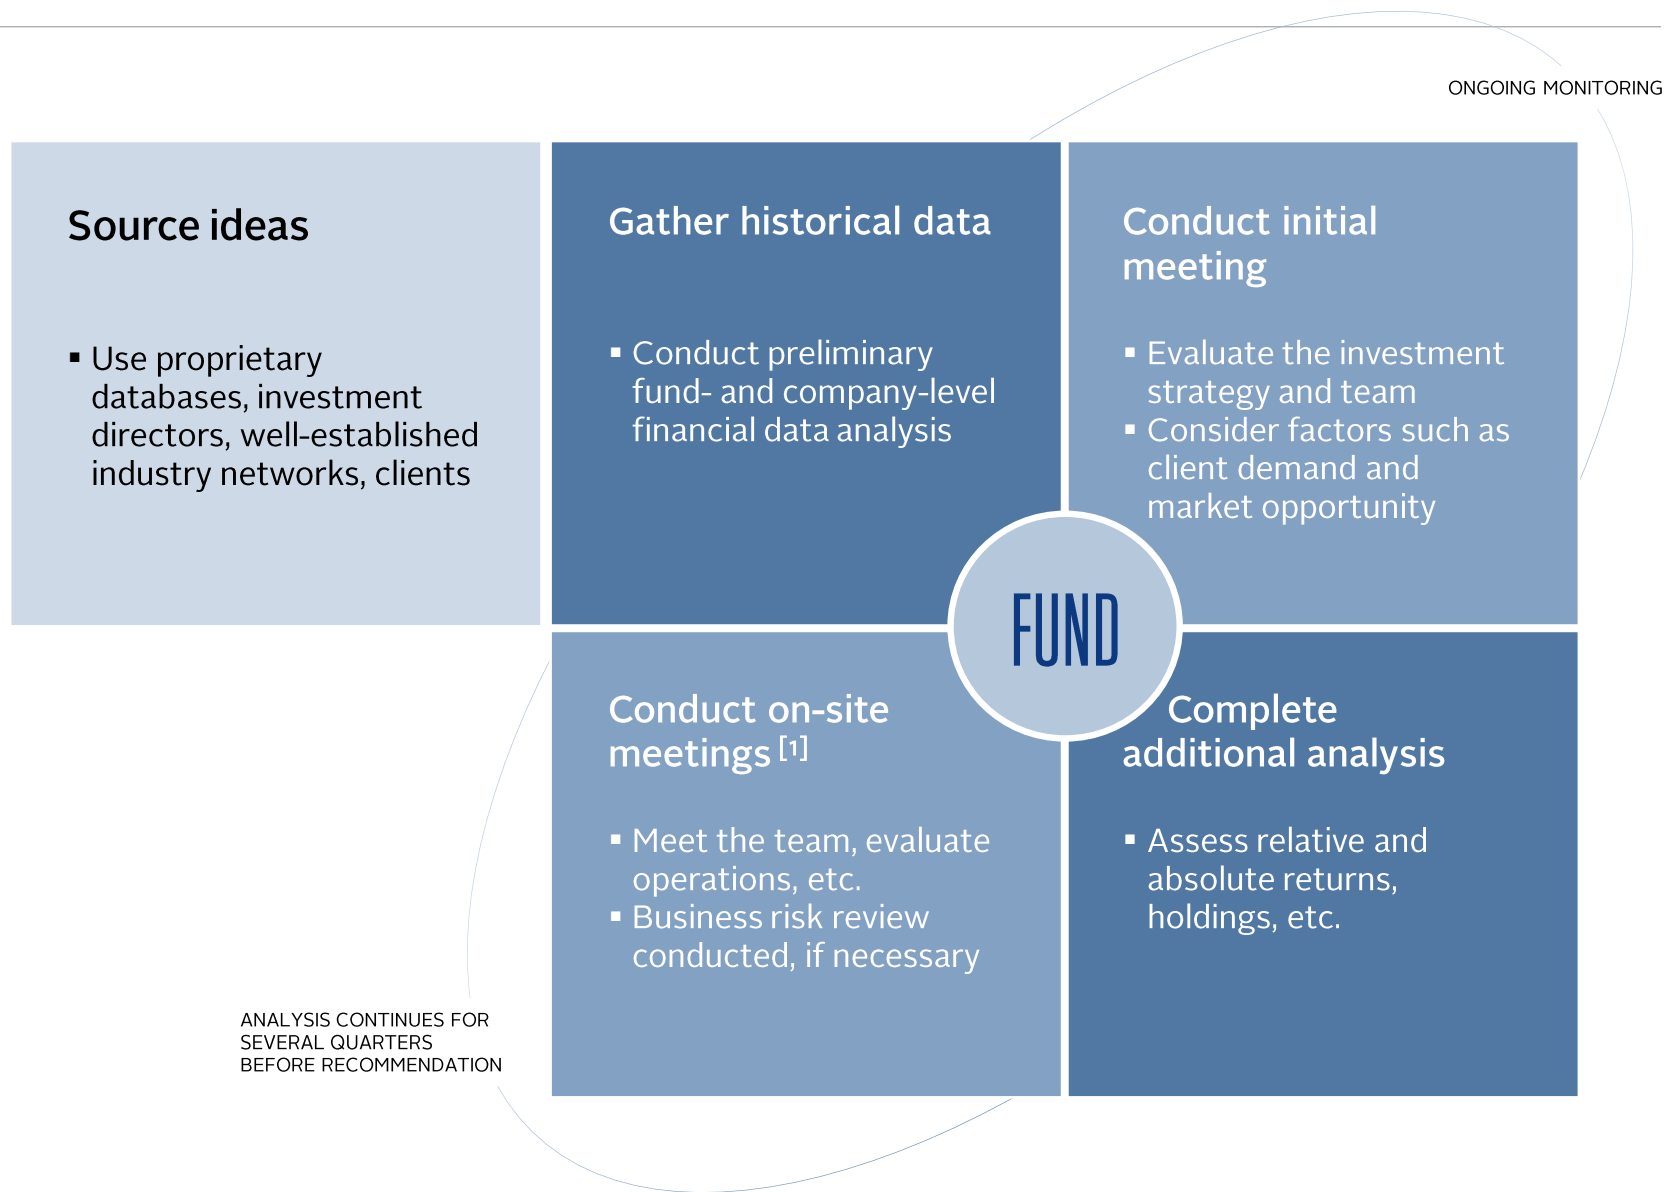 ONGOING MONITORING
Source ideas
▪ Use proprietary
databases, investment
directors, well-established
industry networks, clients
Gather historical data
▪ Conduct preliminary
fund- and company-level
financial data analysis
Conduct initial
meeting
▪ Evaluate the investment
strategy and team
▪ Consider factors such as
client demand and
market opportunity
FUND
Conduct on-site
meetings [1]
▪ Meet the team, evaluate
operations, etc.
▪ Business risk review
conducted, if necessary
Complete
additional analysis
▪ Assess relative and
absolute returns,
holdings, etc.
ANALYSIS CONTINUES FOR
SEVERAL QUARTERS
BEFORE RECOMMENDATION